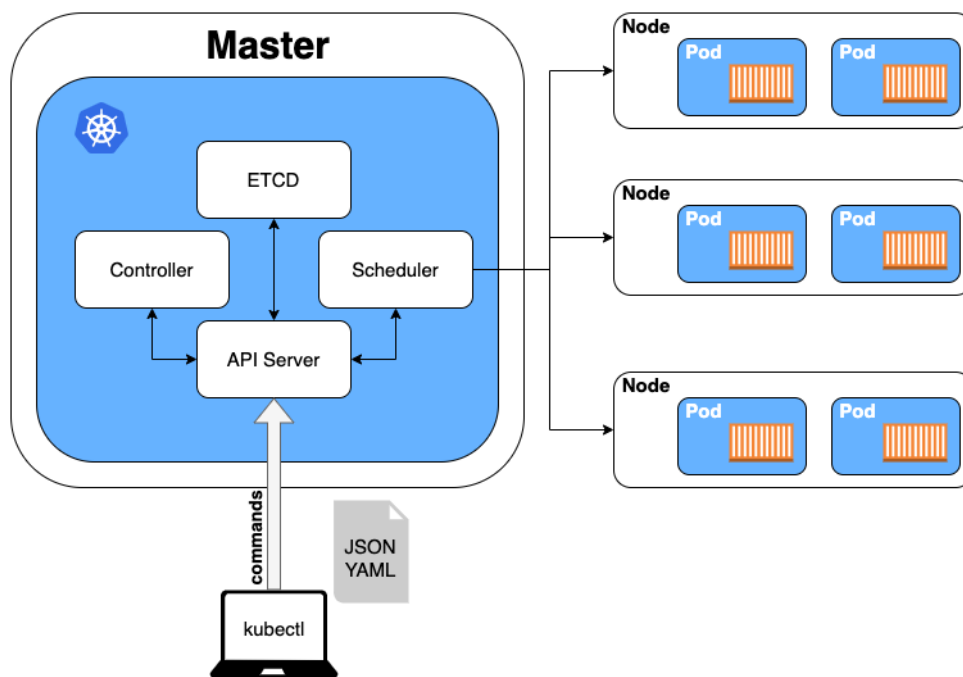 Master
ETCD
Controller
Scheduler
API Server
commands
JSON
YAML
kubectl
Node
Pod
Pod
Node
Pod
Pod
Node
Pod
Pod